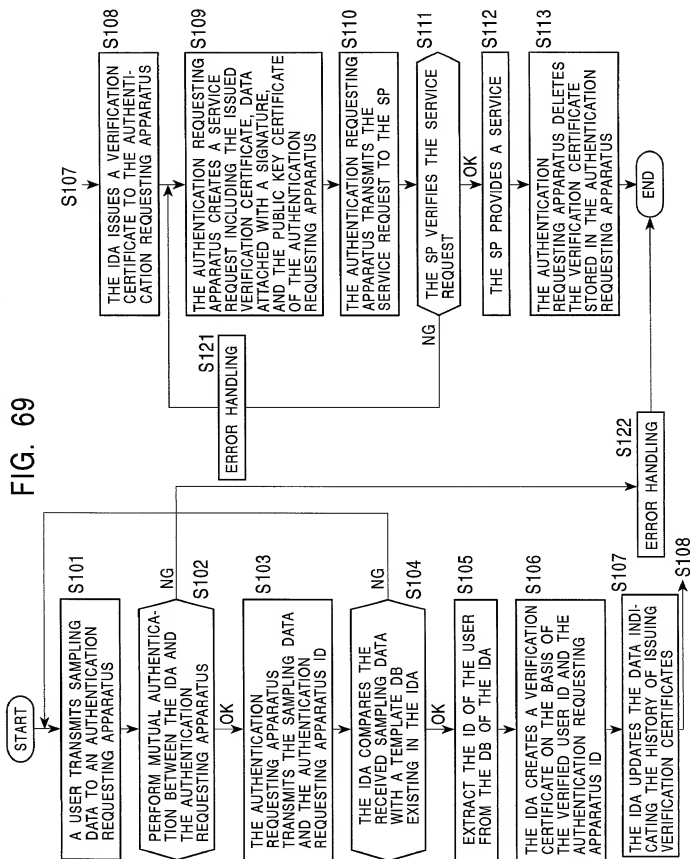 FIG. 69
START
S101
A USER TRANSMITS SAMPLING
DATA TO AN AUTHENTICATION
REQUESTING APPARATUS
S102
PERFORM MUTUAL AUTHENTICA-
TION BETWEEN THE IDA AND
THE AUTHENTICATION
REQUESTING APPARATUS
NG
OK
S103
THE AUTHENTICATION
REQUESTING APPARATUS
TRANSMITS THE SAMPLING DATA
AND THE AUTHENTICATION
REQUESTING APPARATUS ID
S104
THE IDA COMPARES THE
RECEIVED SAMPLING DATA
WITH A TEMPLATE DB
EXISTING IN THE IDA
NG
OK
S105
EXTRACT THE ID OF THE USER
FROM THE DB OF THE IDA
S106
THE IDA CREATES A VERIFICATION
CERTIFICATE ON THE BASIS OF
THE VERIFIED USER ID AND THE
AUTHENTICATION REQUESTING
APPARATUS ID
S107
THE IDA UPDATES THE DATA INDI-
CATING THE HISTORY OF ISSUING
VERIFICATION CERTIFICATES
S108
S107
S108
THE IDA ISSUES A VERIFICATION
CERTIFICATE TO THE AUTHENTI-
CATION REQUESTING APPARATUS
S109
THE AUTHENTICATION REQUESTING
APPARATUS CREATES A SERVICE
REQUEST INCLUDING THE ISSUED
VERIFICATION CERTIFICATE, DATA
ATTACHED WITH A SIGNATURE,
AND THE PUBLIC KEY CERTIFICATE
OF THE AUTHENTICATION
REQUESTING APPARATUS
S110
THE AUTHENTICATION REQUESTING
APPARATUS TRANSMITS THE
SERVICE REQUEST TO THE SP
S111
THE SP VERIFIES THE SERVICE
REQUEST
NG
OK
S121
ERROR HANDLING
S112
THE SP PROVIDES A SERVICE
S113
THE AUTHENTICATION
REQUESTING APPARATUS DELETES
THE VERIFICATION CERTIFICATE
STORED IN THE AUTHENTICATION
REQUESTING APPARATUS
S122
ERROR HANDLING
END